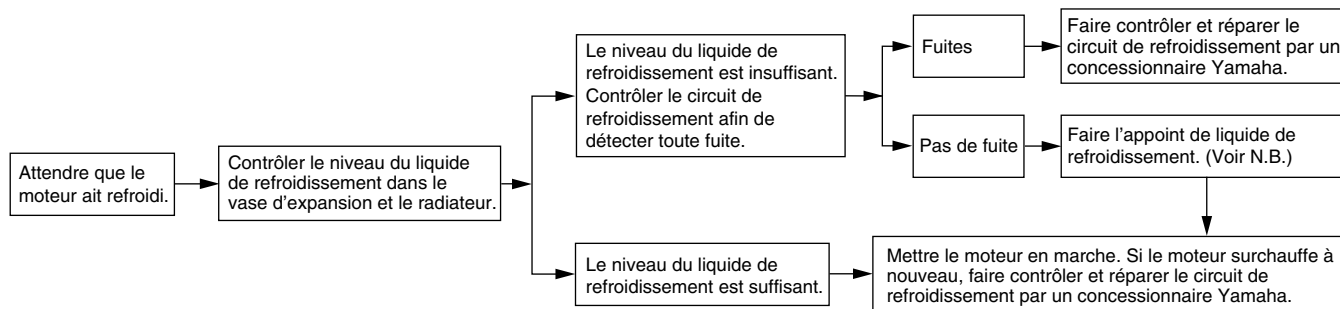 Attendre que le
moteur ait refroidi.
Contrôler le niveau du liquide
de refroidissement dans le
vase d'expansion et le radiateur.
Le niveau du liquide de
refroidissement est insuffisant.
Contrôler le circuit de
refroidissement afin de
détecter toute fuite.
Fuites
Faire contrôler et réparer le
circuit de refroidissement par un
concessionnaire Yamaha.
Pas de fuite
Faire l'appoint de liquide de
refroidissement. (Voir N.B.)
Le niveau du liquide de
refroidissement est suffisant.
Mettre le moteur en marche. Si le moteur surchauffe à
nouveau, faire contrôler et réparer le circuit de
refroidissement par un concessionnaire Yamaha.